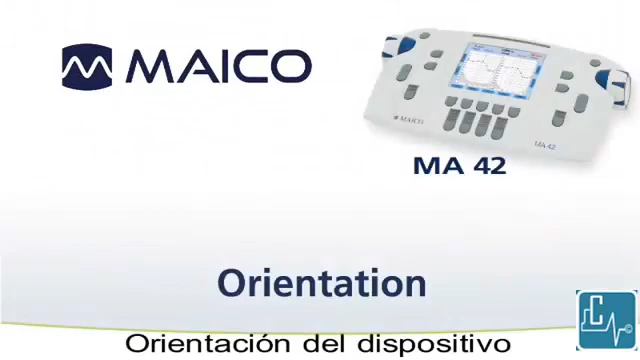 MAICO
MAICO
MA 42
MA 42
Orientation
C
©
Orientación del dispositivo